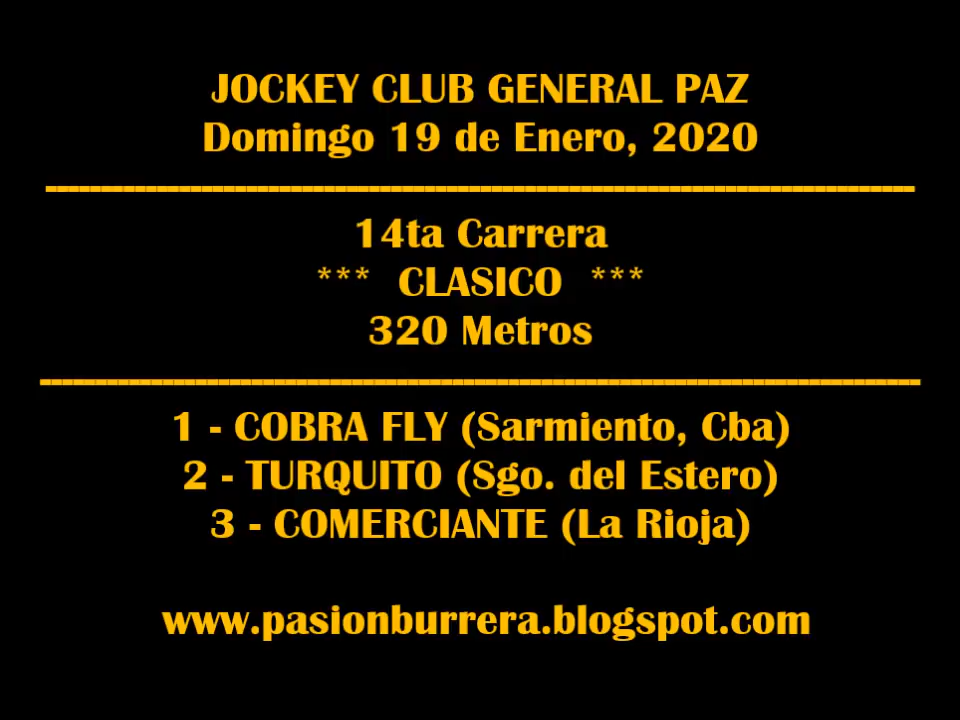 JOCKEY CLUB GENERAL PAZ
Domingo 19 de Enero, 2020
--------------------------------------------------------------------------------
14ta Carrera
*** CLASICO ***
320 Metros
---------------------------------------------------------------------------------
1 - COBRA FLY (Sarmiento, Cba)
2 - TURQUITO (Sgo. del Estero)
3 - COMERCIANTE (La Rioja)
www.pasionburrera.blogspot.com